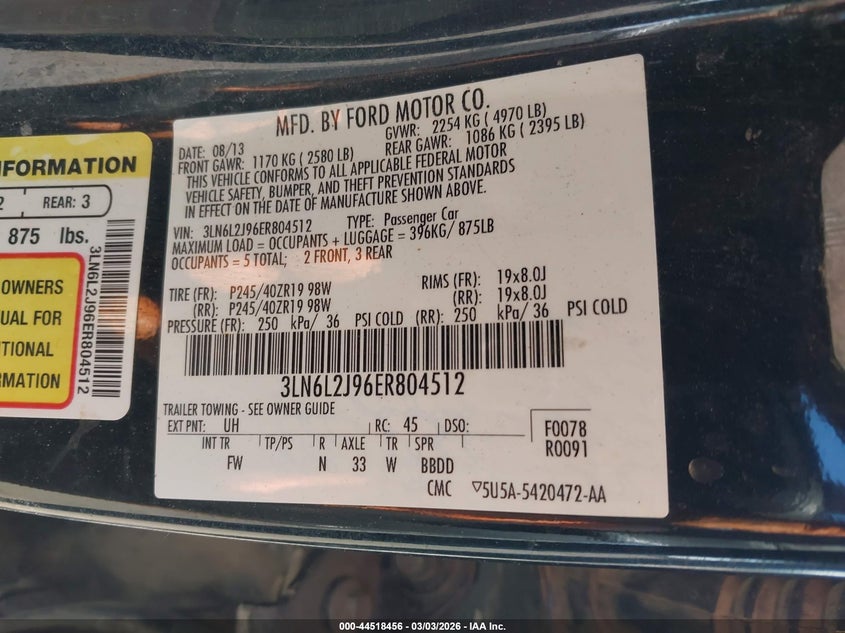 NFORMATION
2
REAR: 3
875 lbs.
OWNERS
UAL FOR
ITIONAL
RMATION
3LN6L2J96ER804512
MFD. BY FORD MOTOR CO.
DATE: 08/13 GVWR: 2254 KG ( 4970 LB)
FRONT GAWR: 1170 KG ( 2580 LB) REAR GAWR: 1086 KG ( 2395 LB)
THIS VEHICLE CONFORMS TO ALL APPLICABLE FEDERAL MOTOR
VEHICLE SAFETY, BUMPER, AND THEFT PREVENTION STANDARDS
IN EFFECT ON THE DATE OF MANUFACTURE SHOWN ABOVE.
VIN: 3LN6L2J96ER804512 TYPE: Passenger Car
MAXIMUM LOAD = OCCUPANTS + LUGGAGE = 396KG/ 875LB
OCCUPANTS = 5 TOTAL; 2 FRONT, 3 REAR
TIRE (FR): P245/40ZR19 98W RIMS (FR): 19x8.0J
(RR): P245/40ZR19 98W (RR): 19x8.0J
PRESSURE (FR): 250 kPa/ 36 PSI COLD (RR): 250 kPa/ 36 PSI COLD
3LN6L2J96ER804512
TRAILER TOWING - SEE OWNER GUIDE
EXT PNT: UH RC: 45 DSO: F0078
INT TR TP/PS R AXLE TR SPR R0091
FW N 33 W BBDD
CMC 5U5A-5420472-AA
000-44518456 - 03/03/2026 - IAA Inc.